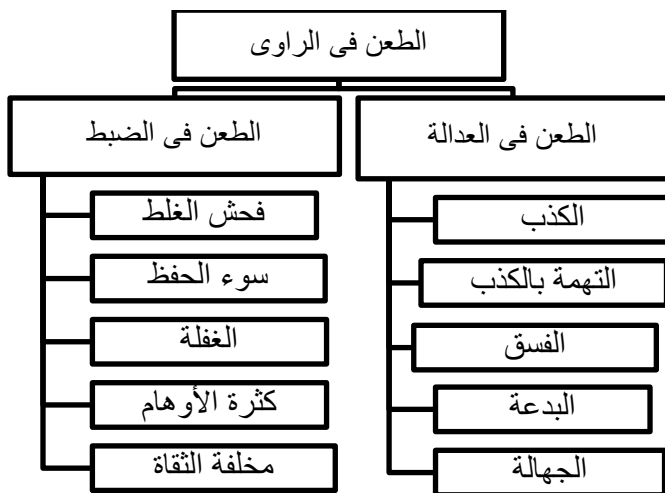 الطعن فى الراوى
الطعن فى العدالة
الكذب
التهمة بالكذب
الفسق
البدعة
الجهالة
الطعن فى الضبط
فحش الغلط
سوء الحفظ
الغفلة
كثرة الأوهام
مخلفة الثقاة